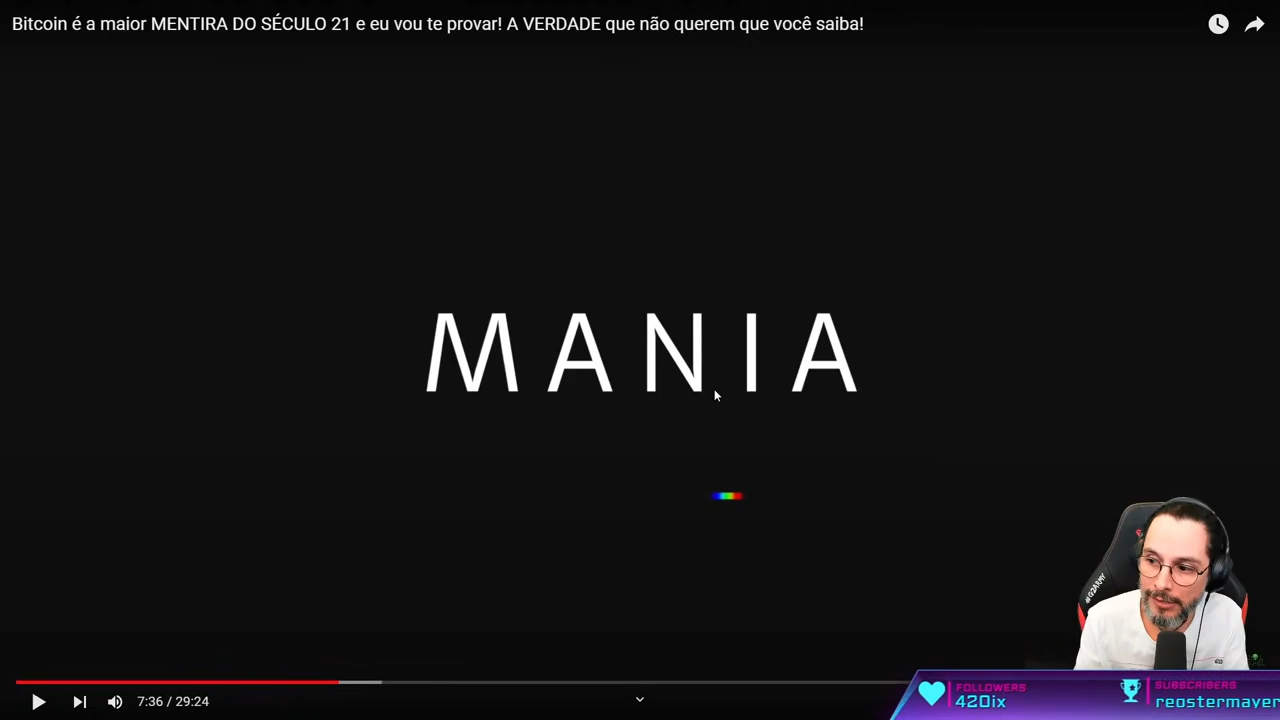 Bitcoin é a maior MENTIRA DO SÉCULO 21 e eu vou te provar! A VERDADE que não querem que você saiba!
MANIA
#G2ARMY
7:36 / 29:24
FOLLOWERS
420ix
SUBSCRIBERS
reostermayer